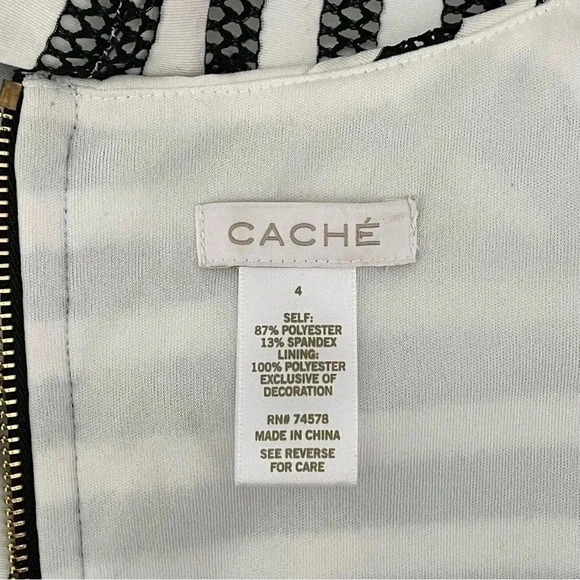 CACHÉ
4
SELF:
87% POLYESTER
13% SPANDEX
LINING:
100% POLYESTER
EXCLUSIVE OF
DECORATION
RN# 74578
MADE IN CHINA
SEE REVERSE
FOR CARE